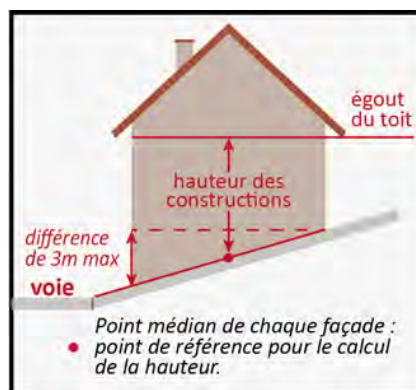 égout
du toit
hauteur des
constructions
différence
de 3m max
voie
Point médian de chaque façade :
point de référence pour le calcul
de la hauteur.